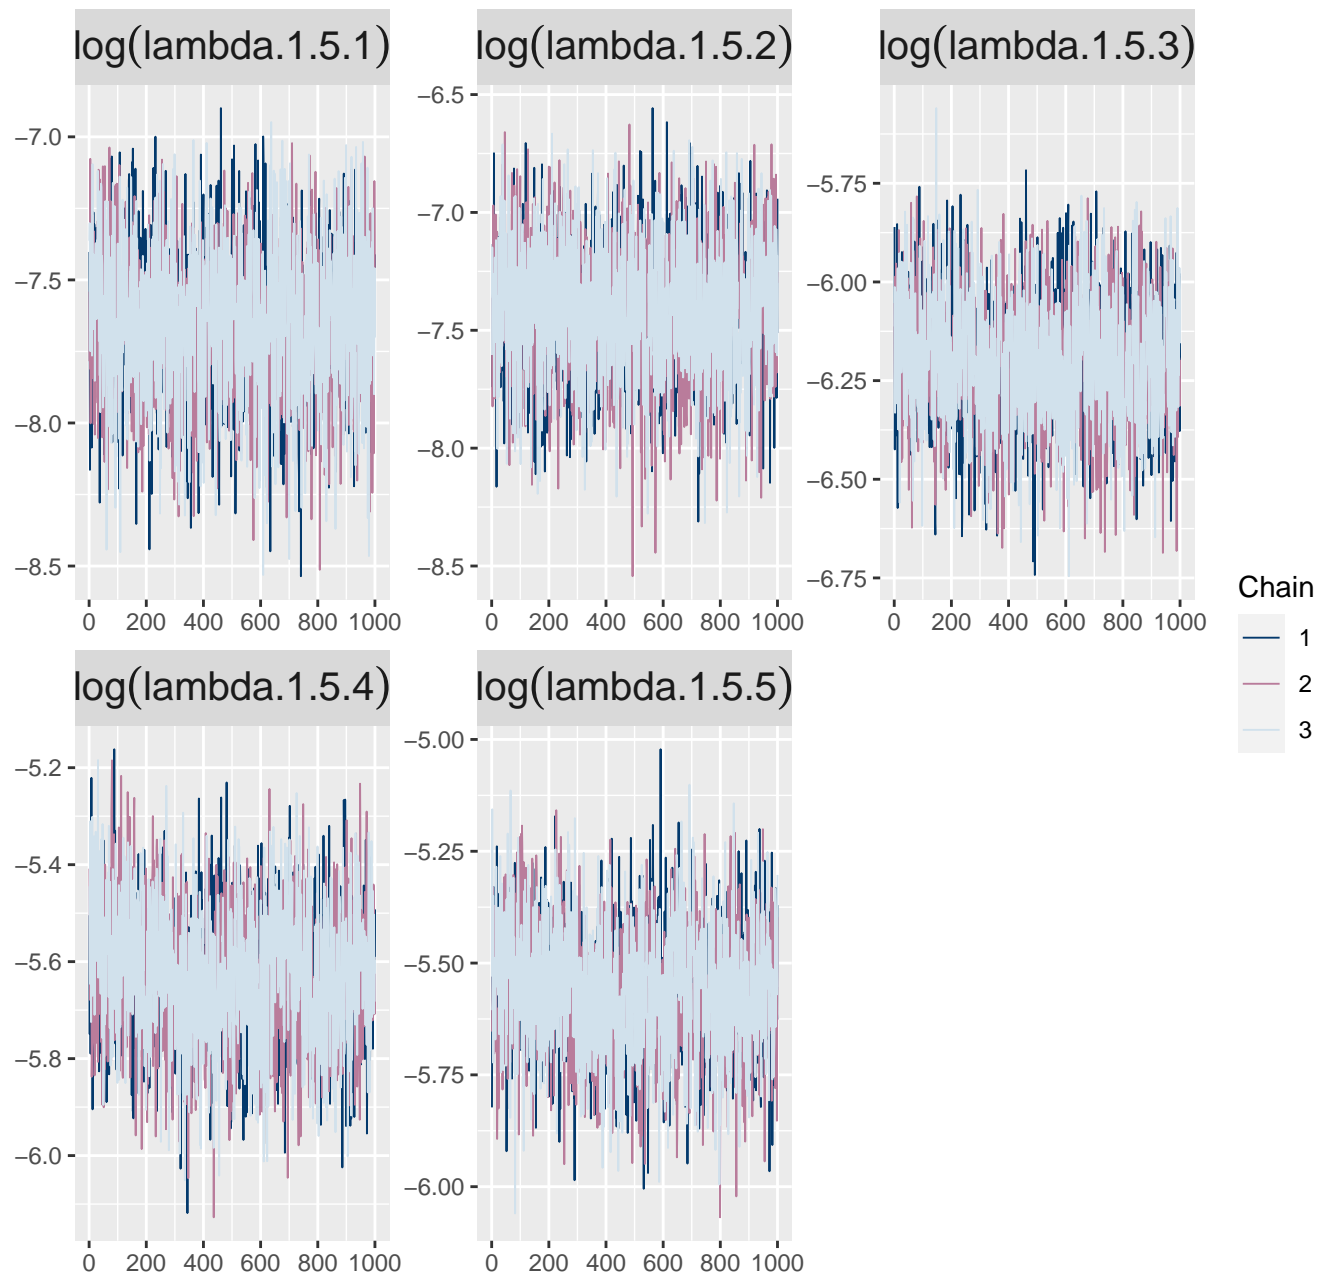 log(lambda.1.5.1)
log(lambda.1.5.2)
log(lambda.1.5.3)
−7.0
−7.5
−8.0
−8.5
0 200 400 600 800 1000
−6.5
−7.0
−7.5
−8.0
−8.5
0 200 400 600 800 1000
−5.75
−6.00
−6.25
−6.50
−6.75
0 200 400 600 800 1000
log(lambda.1.5.4)
log(lambda.1.5.5)
−5.2
−5.4
−5.6
−5.8
−6.0
0 200 400 600 800 1000
−5.00
−5.25
−5.50
−5.75
−6.00
0 200 400 600 800 1000
Chain
1
2
3